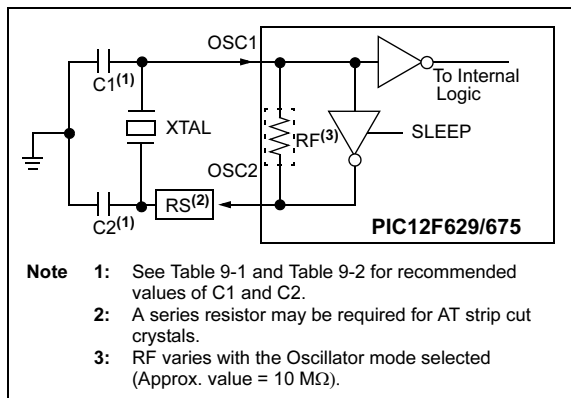 OSC1
C1(1)
To Internal
Logic
XTAL
RF(3)
SLEEP
OSC2
RS(2)
C2(1)
PIC12F629/675
Note 1: See Table 9-1 and Table 9-2 for recommended
values of C1 and C2.
2: A series resistor may be required for AT strip cut
crystals.
3: RF varies with the Oscillator mode selected
(Approx. value = 10 MΩ).